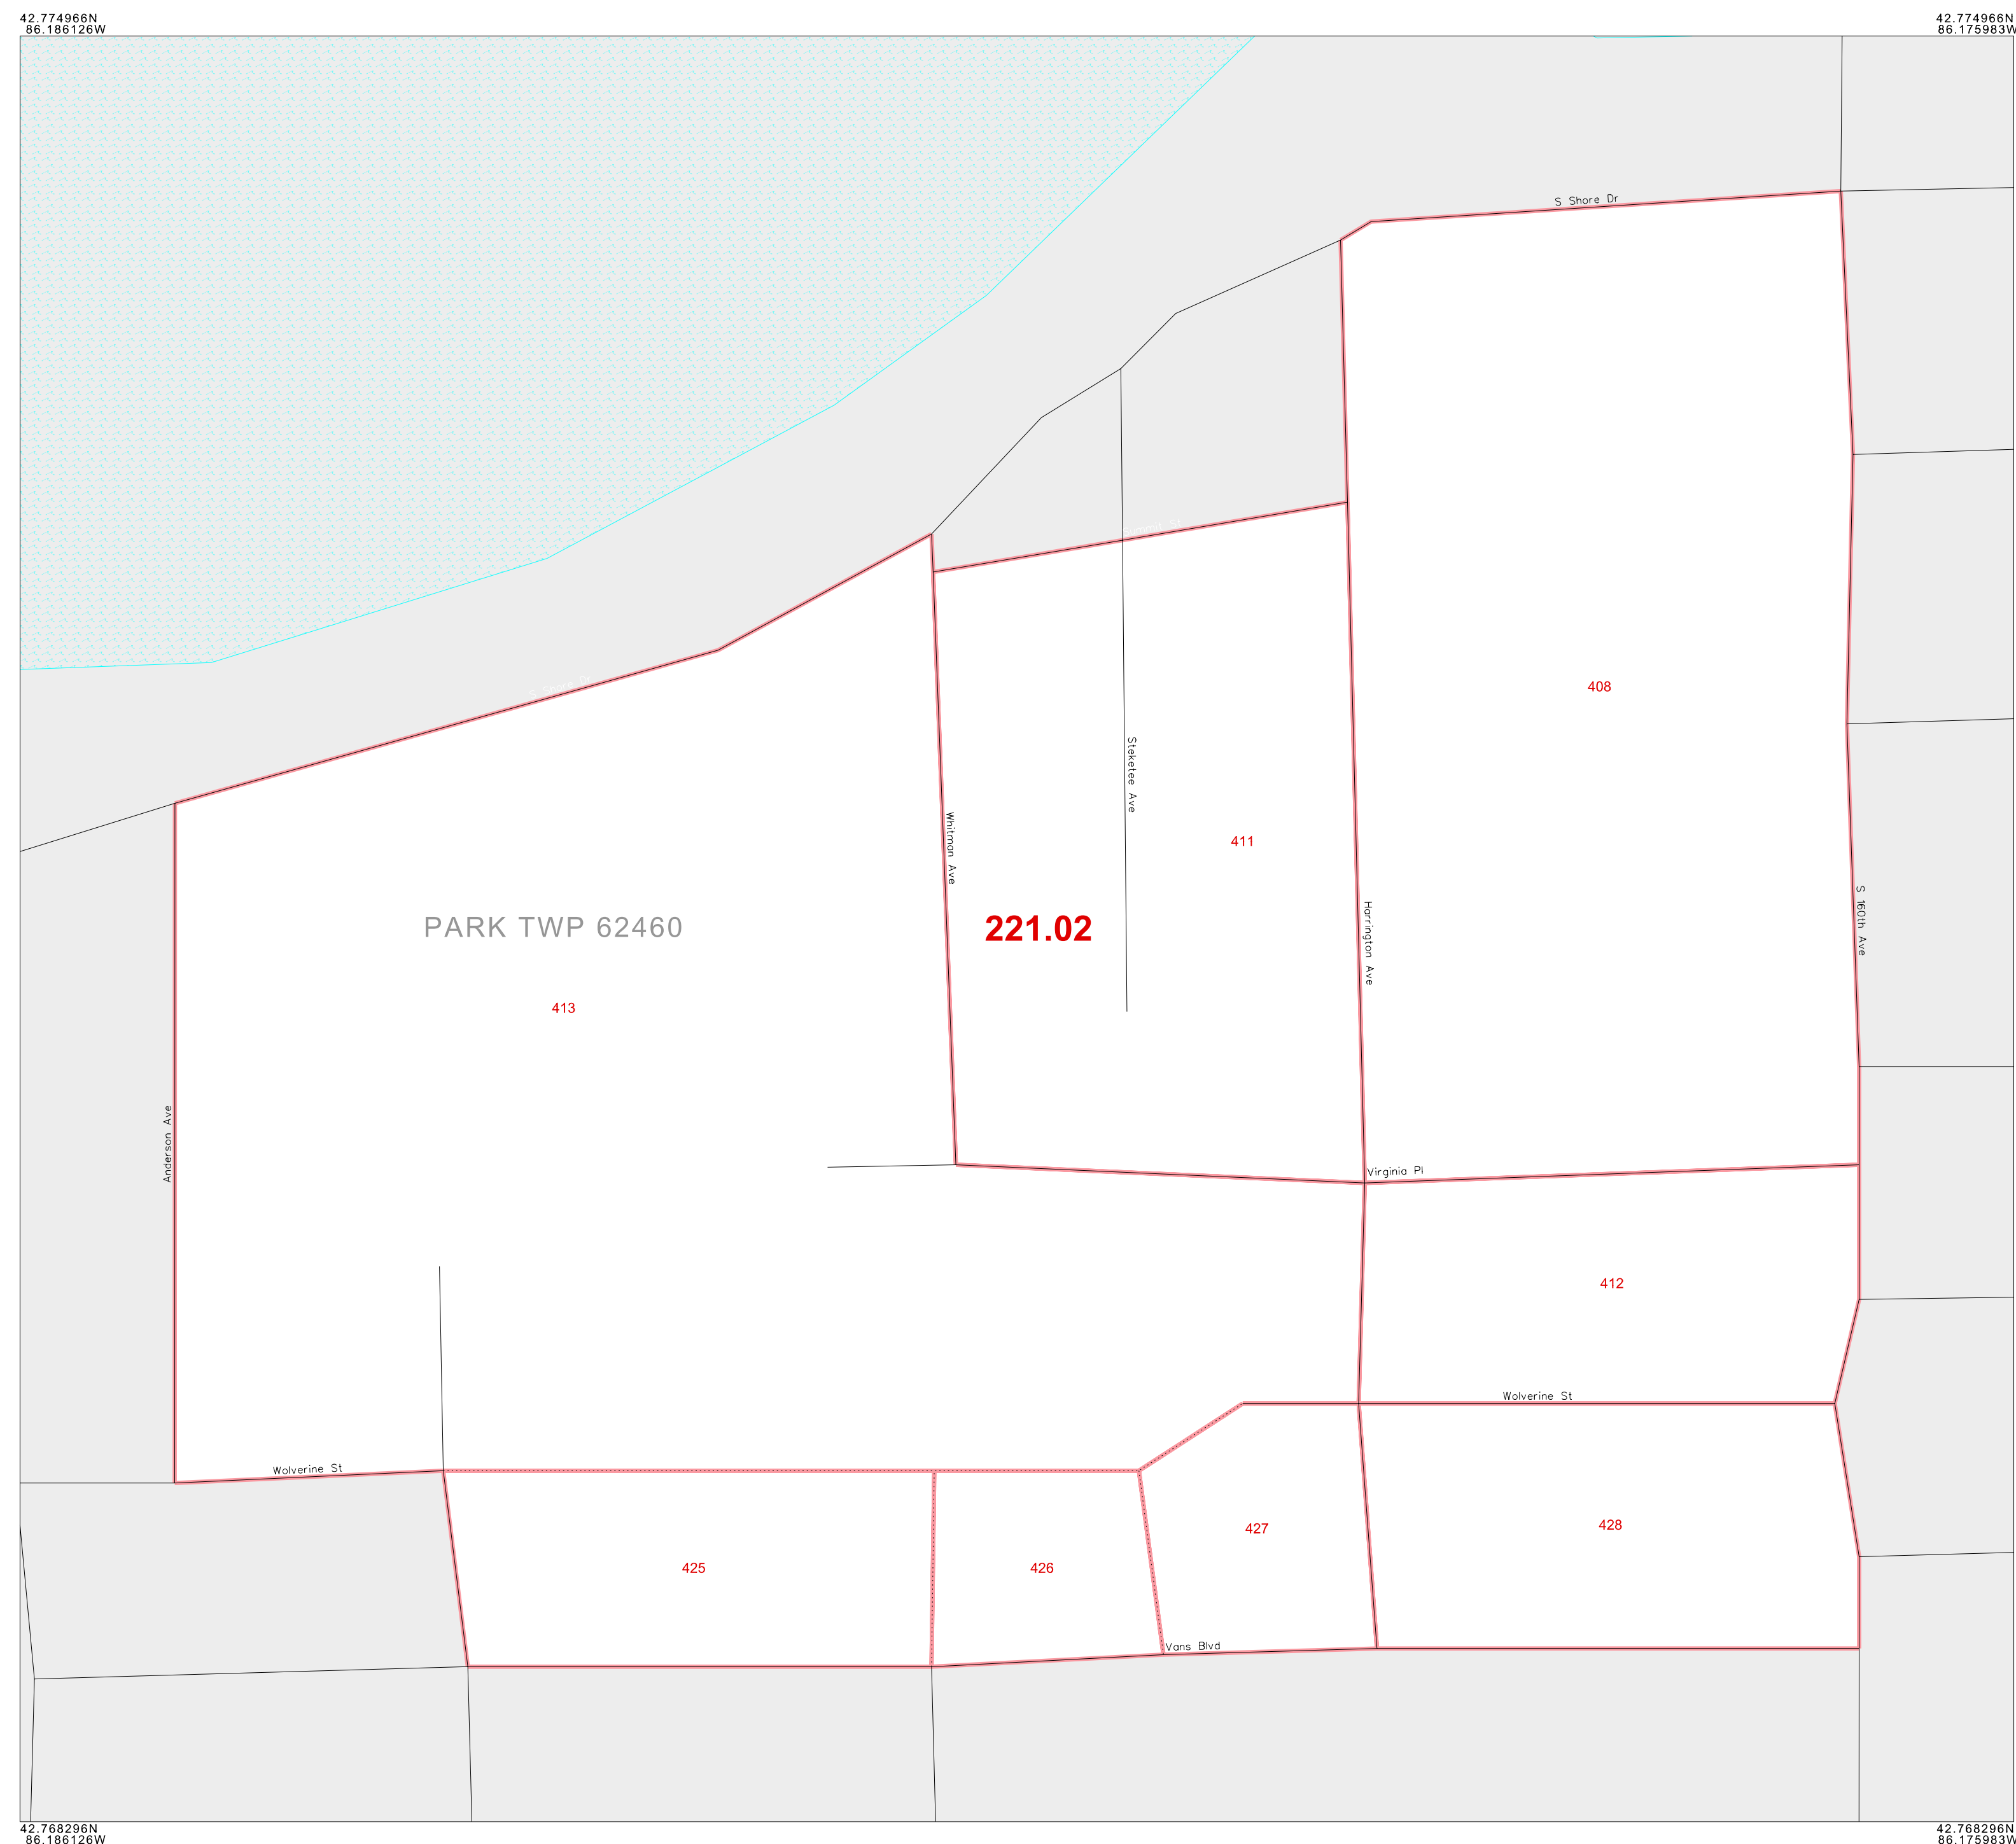 42.774966N
86.186126W
42.774966N
86.175983W
S Shore Dr
408
Steketee Ave
Whitman Ave
411
S 160th Ave
Harrington Ave
PARK TWP 62460
221.02
413
Anderson Ave
Virginia Pl
412
Wolverine St
Wolverine St
428
427
425
426
Vans Blvd
42.768296N
86.186126W
42.768296N
86.175983W